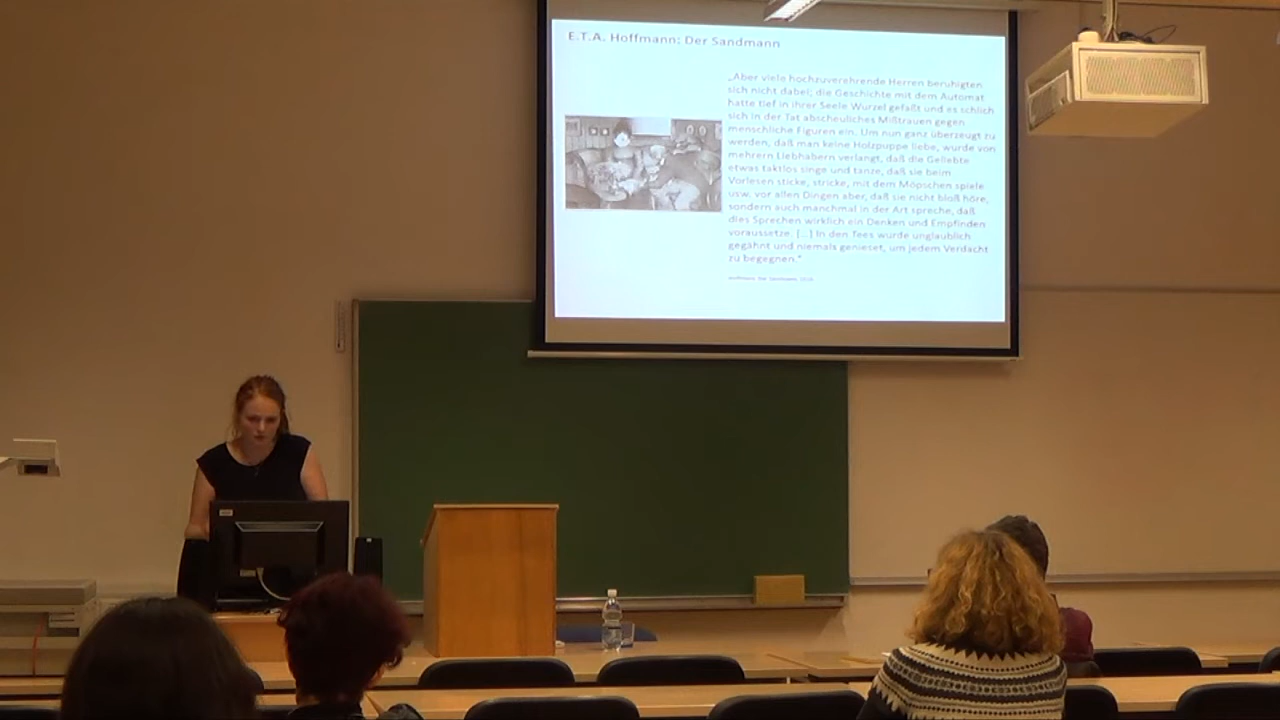 E.T.A. Hoffmann: Der Sandmann
„Aber viele hochzuverehrende Herren beruhigten
sich nicht dabei; die Geschichte mit dem Automat
hatte tief in ihrer Seele Wurzel gefaßt und es schlich
sich in der Tat abscheuliches Mißtrauen gegen
menschliche Figuren ein. Um nun ganz überzeugt zu
werden, daß man keine Holzpuppe liebe, wurde von
mehrern Liebhabern verlangt, daß die Geliebte
etwas taktlos singe und tanze, daß sie beim
Vorlesen sticke, stricke, mit dem Möpschen spiele
usw. vor allen Dingen aber, daß sie nicht bloß höre,
sondern auch manchmal in der Art spreche, daß
dies Sprechen wirklich ein Denken und Empfinden
voraussetze. [...] In den Tees wurde unglaublich
gegähnt und niemals genieset, um jedem Verdacht
zu begegnen."